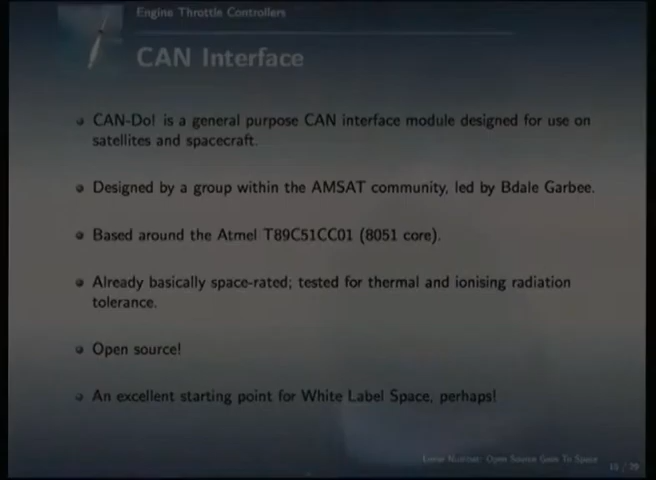 Engine Throttle Controllers
CAN Interface
CAN-Do! is a general purpose CAN interface module designed for use on
satellites and spacecraft.
Designed by a group within the AMSAT community, led by Bdale Garbee.
Based around the Atmel T89C51CC01 (8051 core).
Already basically space-rated; tested for thermal and ionising radiation
tolerance.
Open source!
An excellent starting point for White Label Space, perhaps!
Open Source Goes To Space